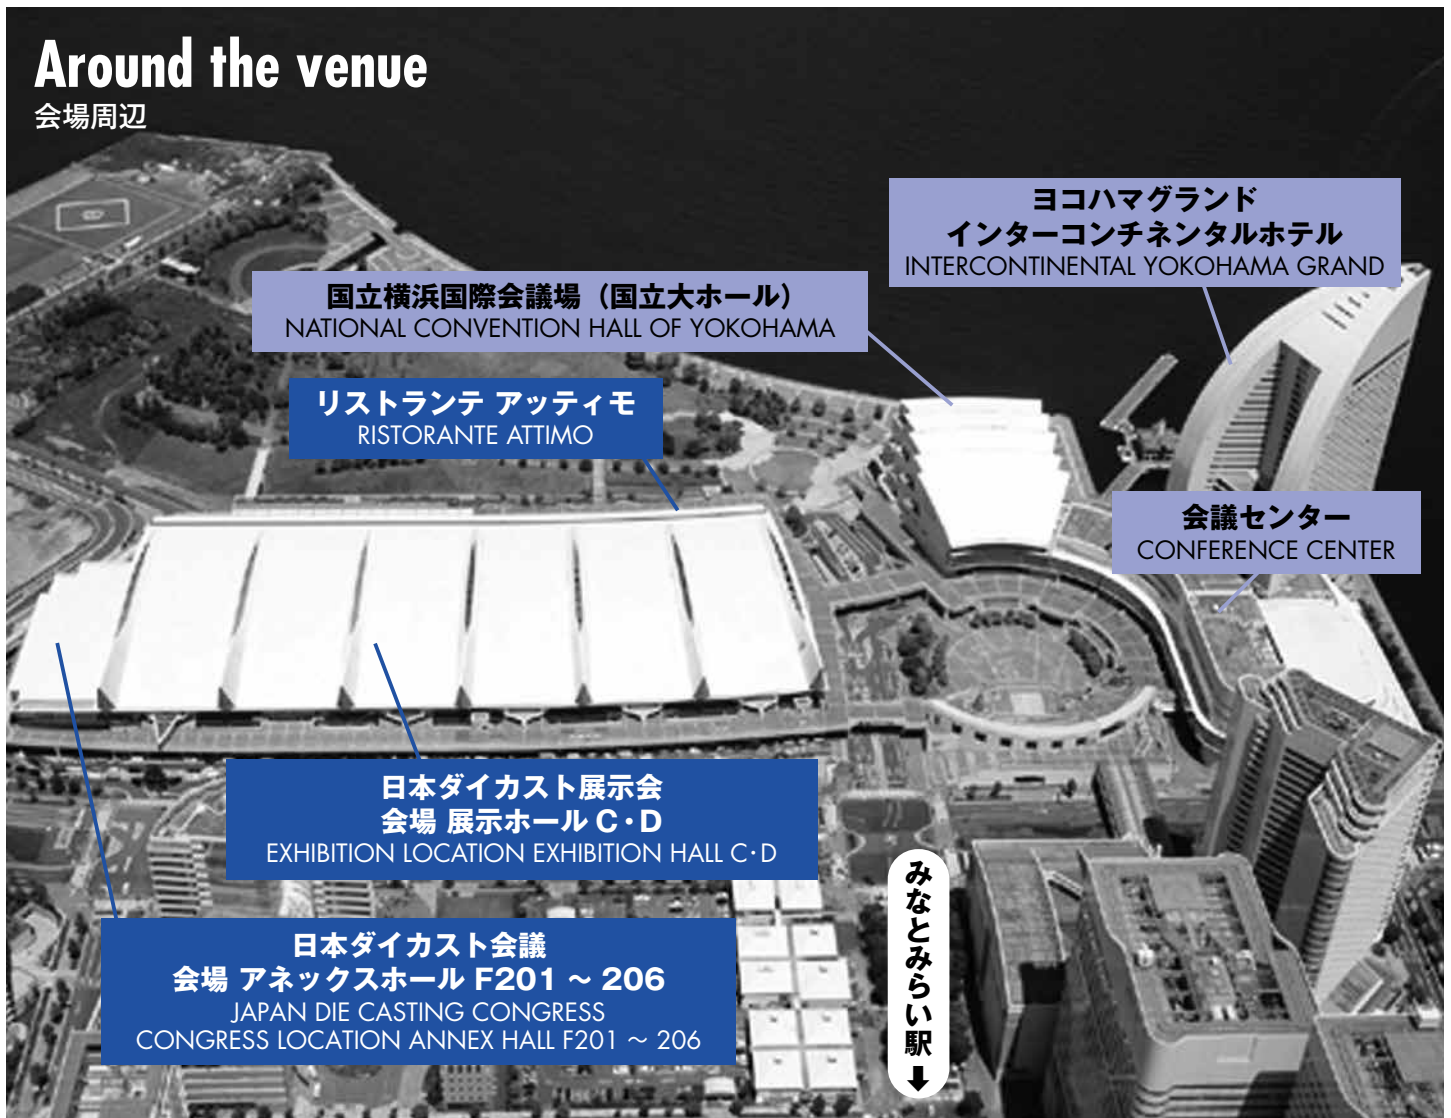 Around the venue
会場周辺
ヨコハマグランド
インターコンチネンタルホテル
INTERCONTINENTAL YOKOHAMA GRAND
国立横浜国際会議場（国立大ホール）
NATIONAL CONVENTION HALL OF YOKOHAMA
リストランテ アッティモ
RISTORANTE ATTIMO
会議センター
CONFERENCE CENTER
日本ダイカスト展示会
会場 展示ホール C・D
EXHIBITION LOCATION EXHIBITION HALL C·D
日本ダイカスト会議
会場 アネックスホール F201 ～ 206
JAPAN DIE CASTING CONGRESS
CONGRESS LOCATION ANNEX HALL F201 ～ 206
みなとみらい駅